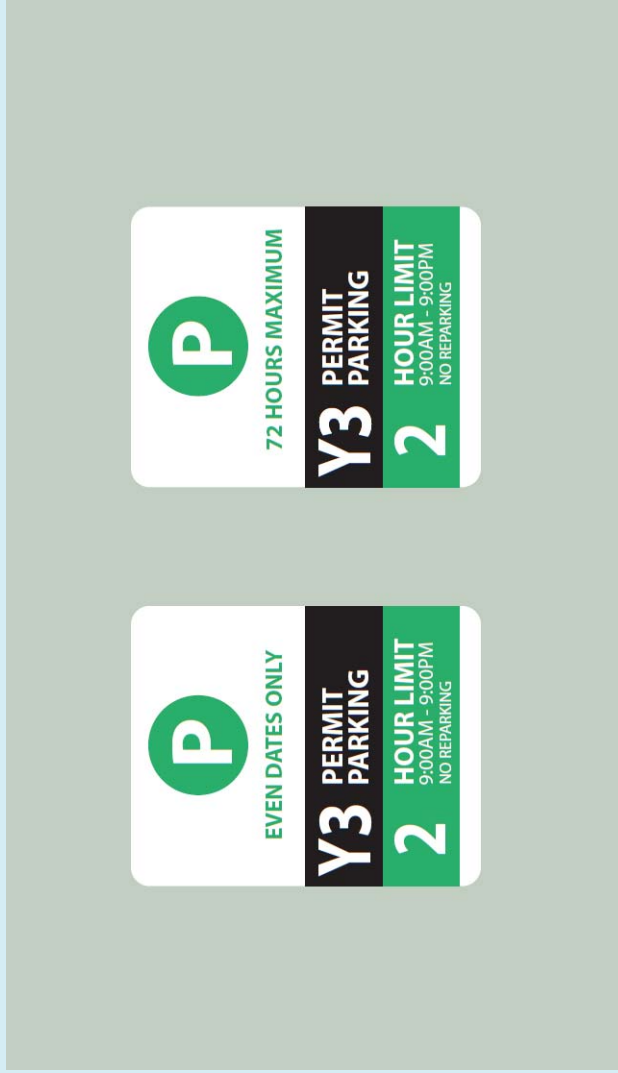 P
EVEN DATES ONLY
Y3 PERMIT
PARKING
2 HOUR LIMIT
9:00AM - 9:00PM
NO REPARKING
P
72 HOURS MAXIMUM
Y3 PERMIT
PARKING
2 HOUR LIMIT
9:00AM - 9:00PM
NO REPARKING